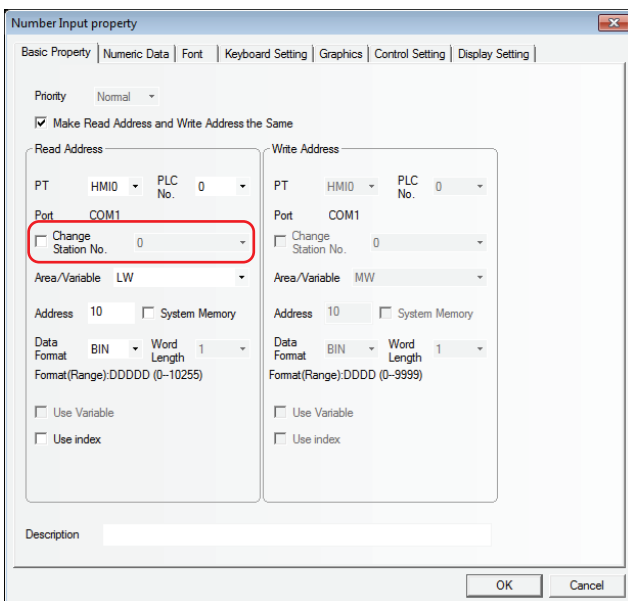 Number Input property
Basic Property Numeric Data Font Keyboard Setting Graphics Control Setting Display Setting
Priority Normal
Make Read Address and Write Address the Same
Read Address
PT HMI0 PLC No. 0
Port COM1
Change Station No. 0
Area/Variable LW
Address 10 System Memory
Data Format BIN Word Length 1
Format(Range):DDDDD (0--10255)
Use Variable
Use index
Write Address
PT HMI0 PLC No. 0
Port COM1
Change Station No. 0
Area/Variable MW
Address 10 System Memory
Data Format BIN Word Length 1
Format(Range):DDDD (0--9999)
Use Variable
Use index
Description
OK Cancel